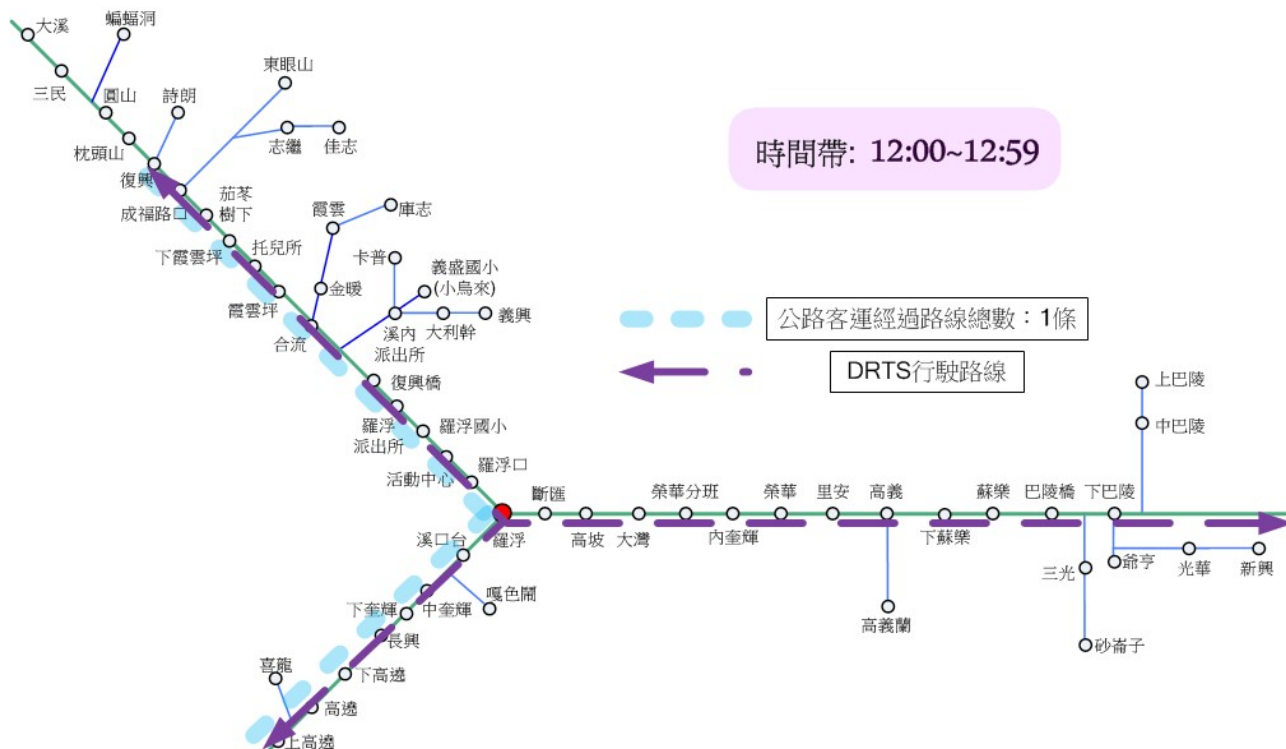 蝙蝠洞
大溪
三民
圓山
詩朗
東眼山
枕頭山
志繼
佳志
時間帶: 12:00~12:59
復興
成福路口
茄苳
樹下
下霞雲坪
托兒所
霞雲
庫志
卡普
義盛國小
(小烏來)
金暖
霞雲坪
合流
溪內
派出所
大利幹
義興
公路客運經過路線總數：1條
DRTS行駛路線
復興橋
羅浮
派出所
羅浮國小
活動中心
羅浮口
上巴陵
中巴陵
斷匯
榮華分班
榮華
里安
高義
蘇樂
巴陵橋
下巴陵
溪口台
羅浮
高坡
大灣
內奎輝
下蘇樂
三光
爺亨
光華
新興
嘎色鬧
下奎輝
中奎輝
高義蘭
砂崙子
長興
喜龍
下高遶
高遶
上高遶